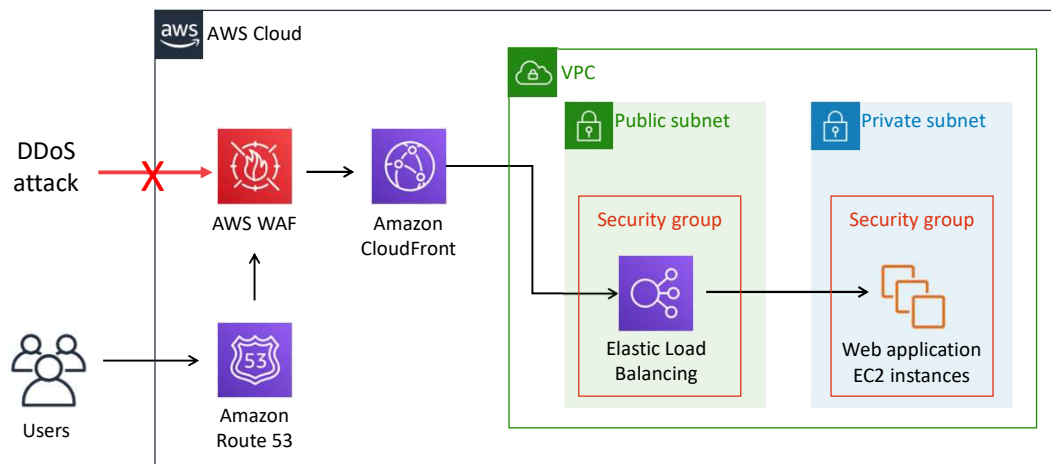 aws
AWS Cloud
VPC
Public subnet
Private subnet
DDoS
attack
X
AWS WAF
Amazon
CloudFront
Security group
Security group
Elastic Load
Balancing
Web application
EC2 instances
53
Users
Amazon
Route 53